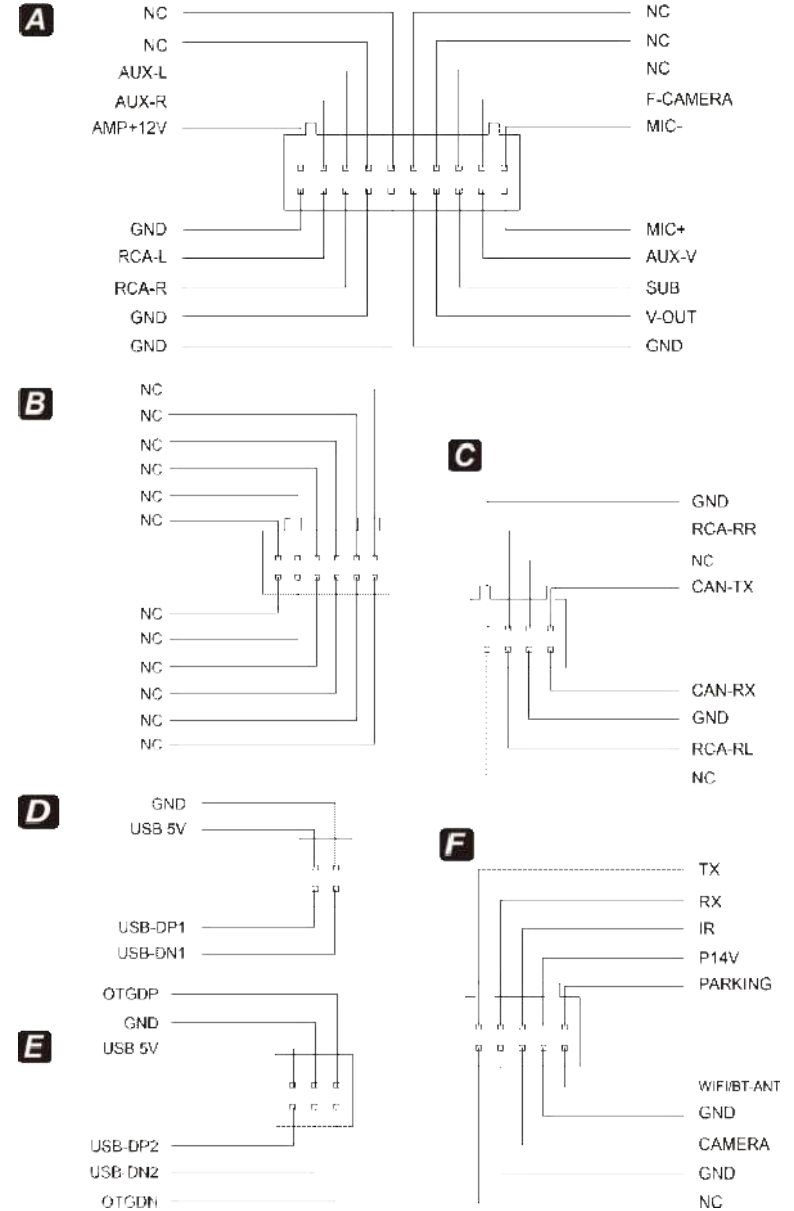 A
NC
NC
AUX-L
AUX-R
AMP+12V
NC
NC
NC
F-CAMERA
MIC-
GND
RCA-L
RCA-R
GND
GND
MIC+
AUX-V
SUB
V-OUT
GND
B
NC
NC
NC
NC
NC
NC
NC
NC
NC
NC
NC
NC
C
GND
RCA-RR
NC
CAN-TX
CAN-RX
GND
RCA-RL
NC
D
GND
USB 5V
USB-DP1
USB-DN1
E
OTGDP
GND
USB 5V
USB-DP2
USB-DN2
OTGDN
F
TX
RX
IR
P14V
PARKING
WIFI/BT-ANT
GND
CAMERA
GND
NC